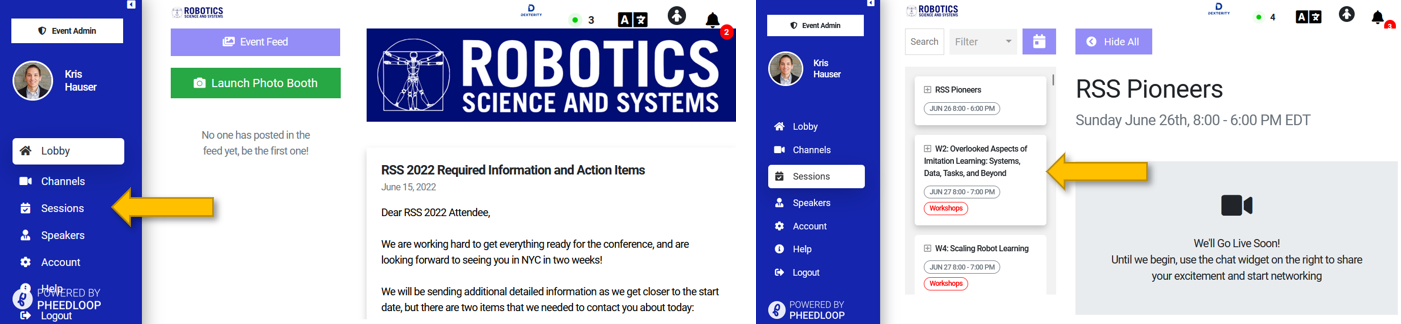 Event Admin
Kris
Hauser
Lobby
Channels
Sessions
Speakers
Account
Help
POWERED BY
PHEEDLOOP
Logout
ROBOTICS
SCIENCE AND SYSTEMS
DEXTERITY
3
A
2
Event Feed
Launch Photo Booth
No one has posted in the
feed yet, be the first one!
ROBOTICS
SCIENCE AND SYSTEMS
RSS 2022 Required Information and Action Items
June 15, 2022
Dear RSS 2022 Attendee,
We are working hard to get everything ready for the conference, and are
looking forward to seeing you in NYC in two weeks!
We will be sending additional detailed information as we get closer to the start
date, but there are two items that we needed to contact you about today:
Event Admin
Kris
Hauser
Lobby
Channels
Sessions
Speakers
Account
Help
Logout
POWERED BY
PHEEDLOOP
ROBOTICS
SCIENCE AND SYSTEMS
DEXTERITY
4
A
3
Search
Filter
Hide All
RSS Pioneers
JUN 26 8:00 - 6:00 PM
W2: Overlooked Aspects of
Imitation Learning: Systems,
Data, Tasks, and Beyond
JUN 27 8:00 - 7:00 PM
Workshops
W4: Scaling Robot Learning
JUN 27 8:00 - 7:00 PM
Workshops
RSS Pioneers
Sunday June 26th, 8:00 - 6:00 PM EDT
We'll Go Live Soon!
Until we begin, use the chat widget on the right to share
your excitement and start networking